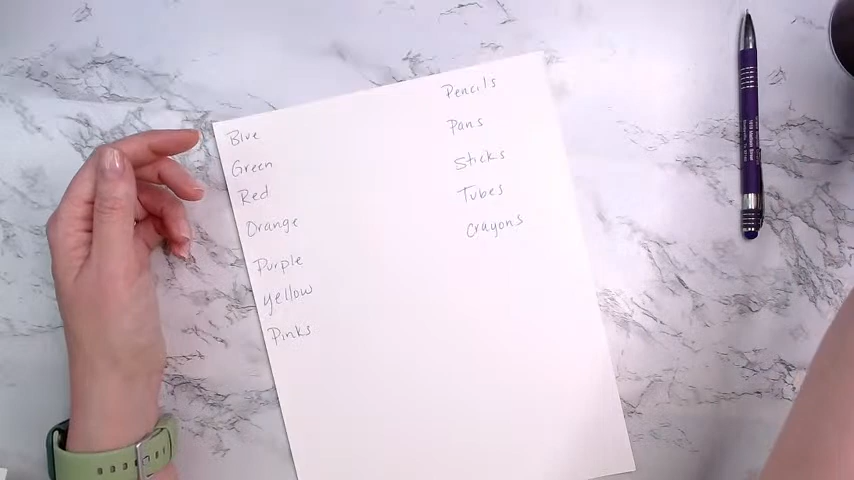 Blue
Green
Red
Orange
Purple
Yellow
Pinks
Pencils
Pans
Sticks
Tubes
Crayons